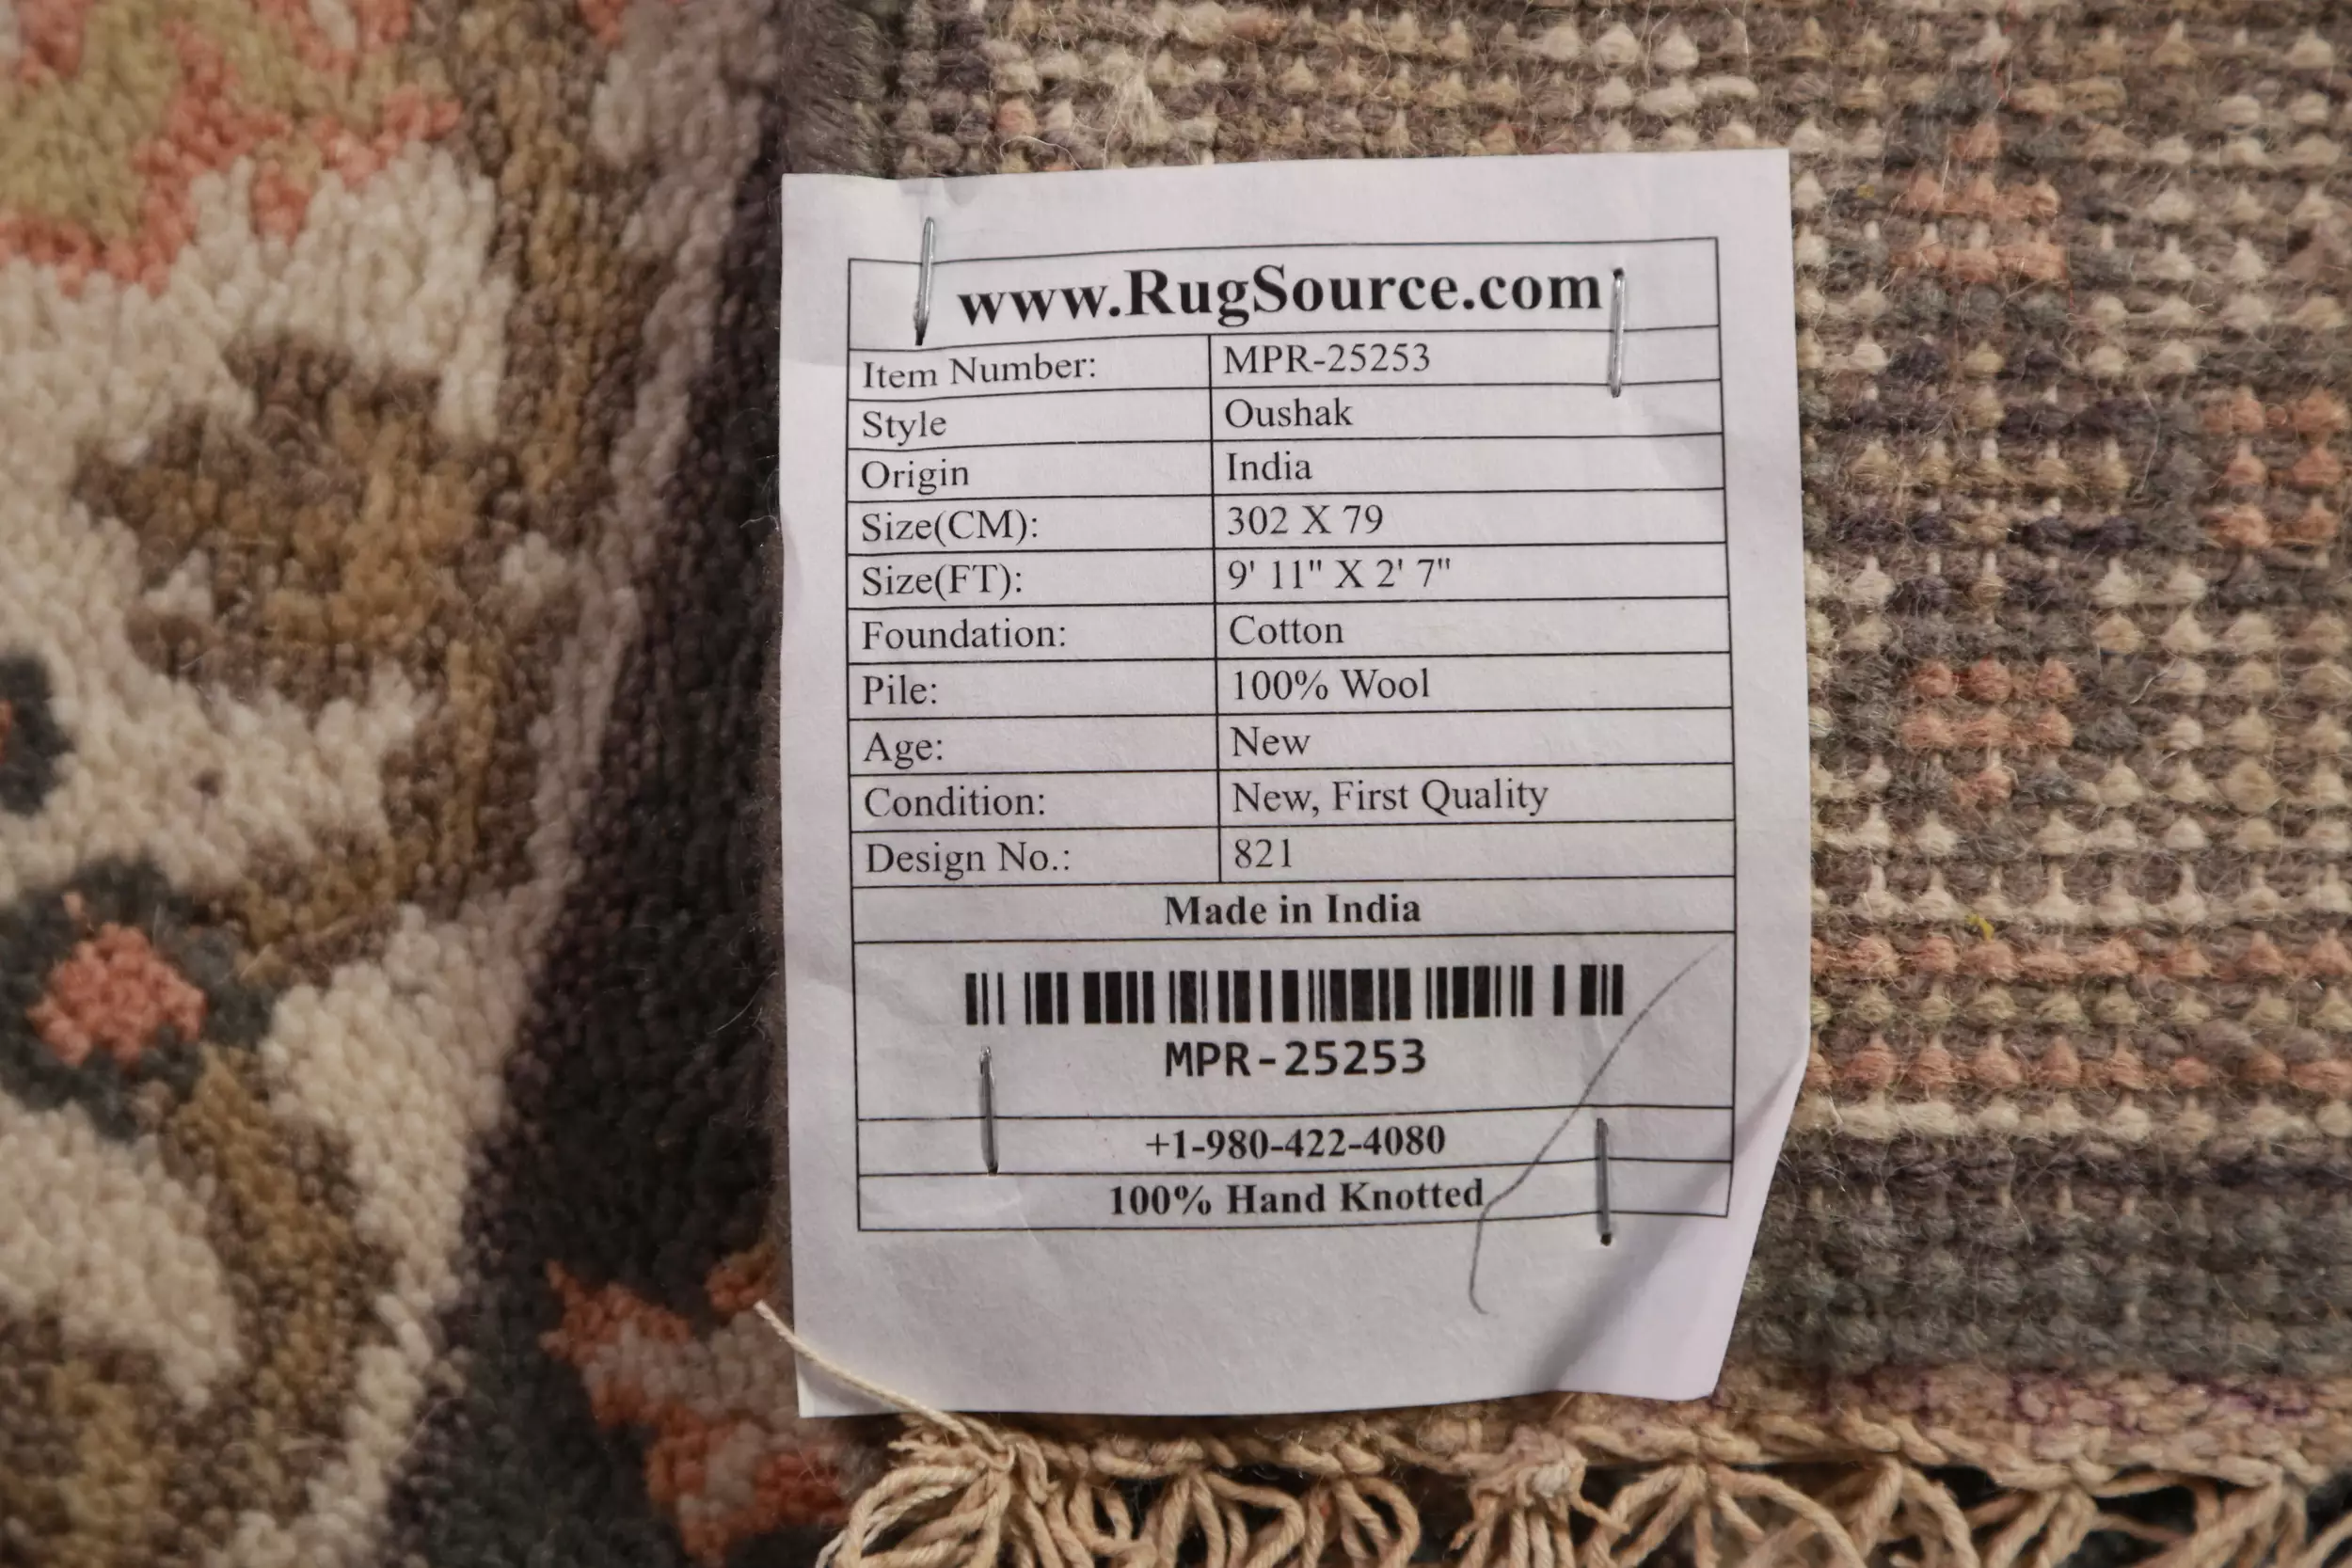 www.RugSource.com
Item Number: MPR-25253
Style Oushak
Origin India
Size(CM): 302 X 79
Size(FT): 9' 11" X 2' 7"
Foundation: Cotton
Pile: 100% Wool
Age: New
Condition: New, First Quality
Design No.: 821
Made in India
MPR-25253
+1-980-422-4080
100% Hand Knotted